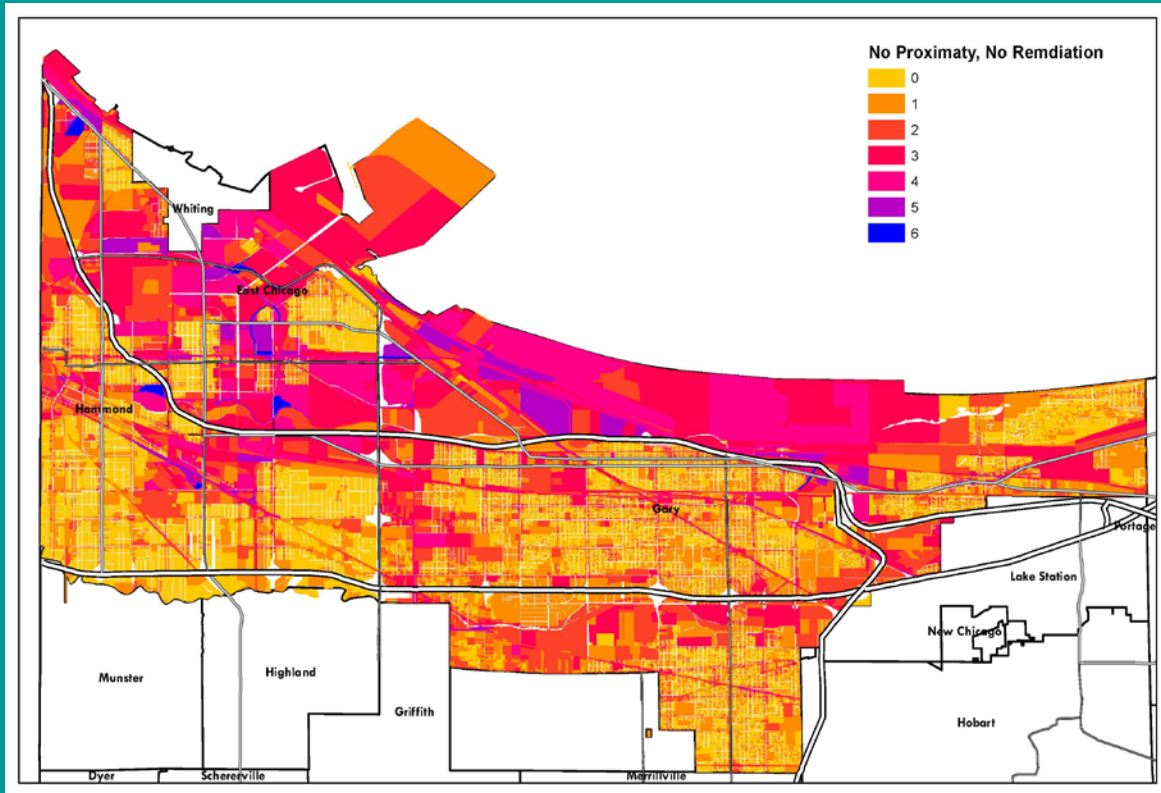 No Proximaty, No Remdiation
0
1
2
3
4
5
6
Whiting
East Chicago
Hammond
Gary
Portage
Lake Station
New Chicago
Munster
Highland
Griffith
Hobart
Dyer
Schererville
Merrillville